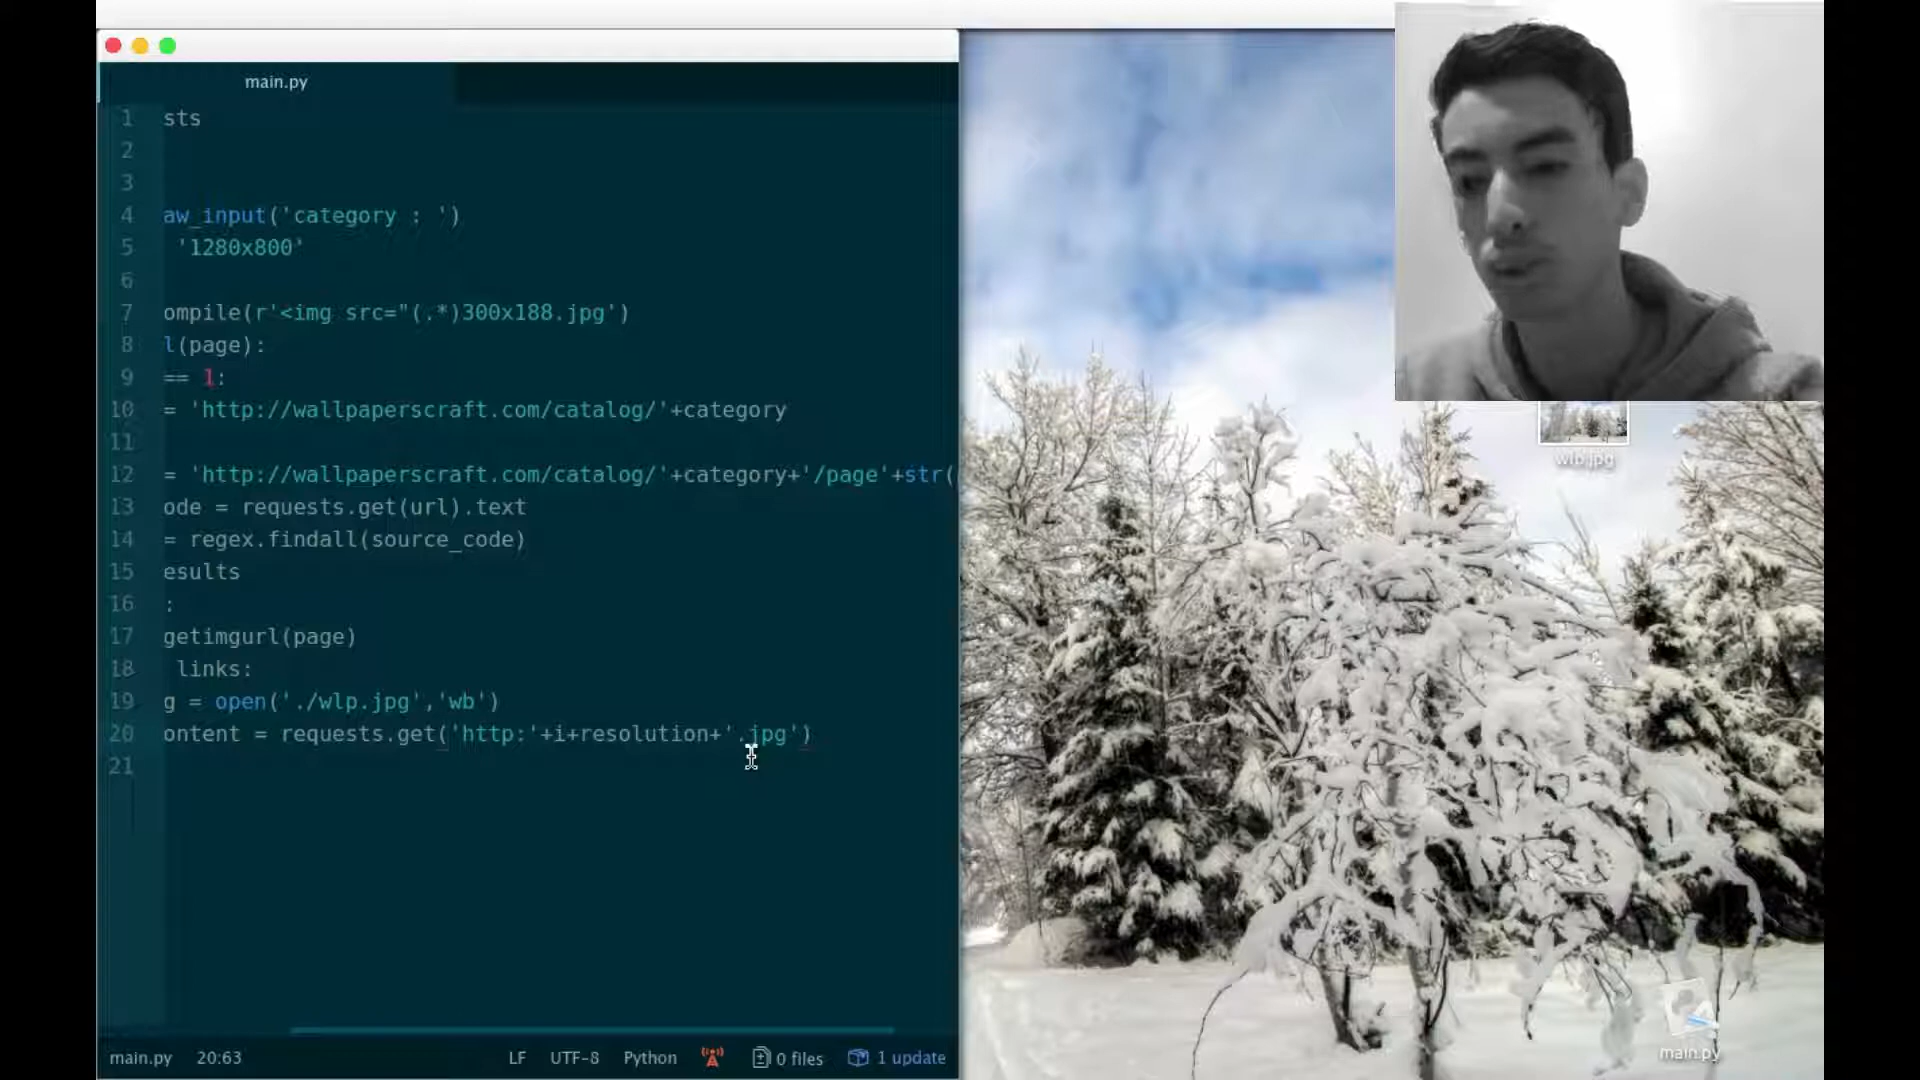 main.py
1 sts
2
3
4 aw_input('category : ')
5 '1280x800'
6
7 ompile(r'<img src="(.*)300x188.jpg')
8 l(page):
9 == 1:
10 = 'http://wallpaperscraft.com/catalog/'+category
11
12 = 'http://wallpaperscraft.com/catalog/'+category+'/page'+str(
13 ode = requests.get(url).text
14 = regex.findall(source_code)
15 esults
16 :
17 getimgurl(page)
18 links:
19 g = open('./wlp.jpg','wb')
20 ontent = requests.get('http:'+i+resolution+'.jpg')
21
wlb.jpg
main.py
main.py 20:63 LF UTF-8 Python 0 files 1 update